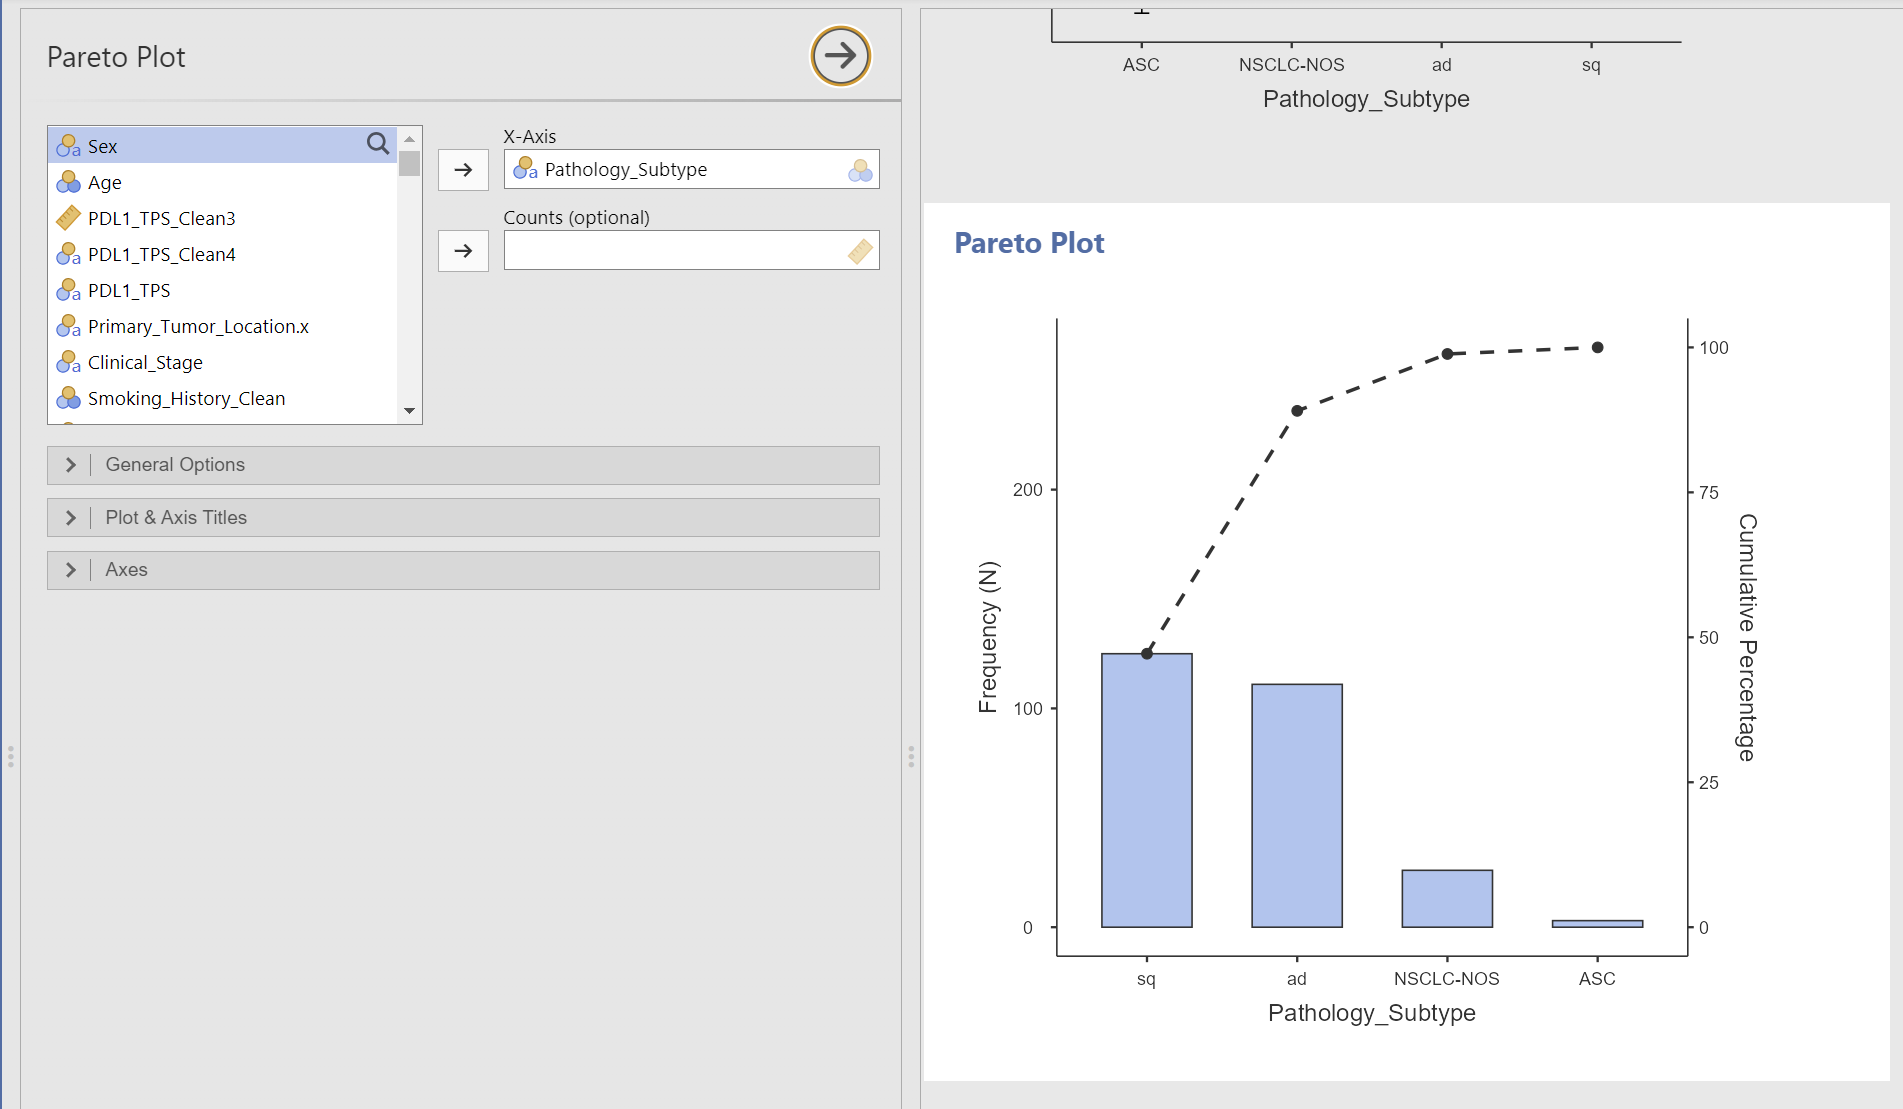 Pareto Plot
Sex
Age
PDL1_TPS_Clean3
PDL1_TPS_Clean4
PDL1_TPS
Primary_Tumor_Location.x
Clinical_Stage
Smoking_History_Clean
X-Axis
Pathology_Subtype
Counts (optional)
General Options
Plot & Axis Titles
Axes
ASC NSCLC-NOS ad sq
Pathology_Subtype
Pareto Plot
Frequency (N)
200
100
0
100
75
50
25
0
Cumulative Percentage
sq ad NSCLC-NOS ASC
Pathology_Subtype